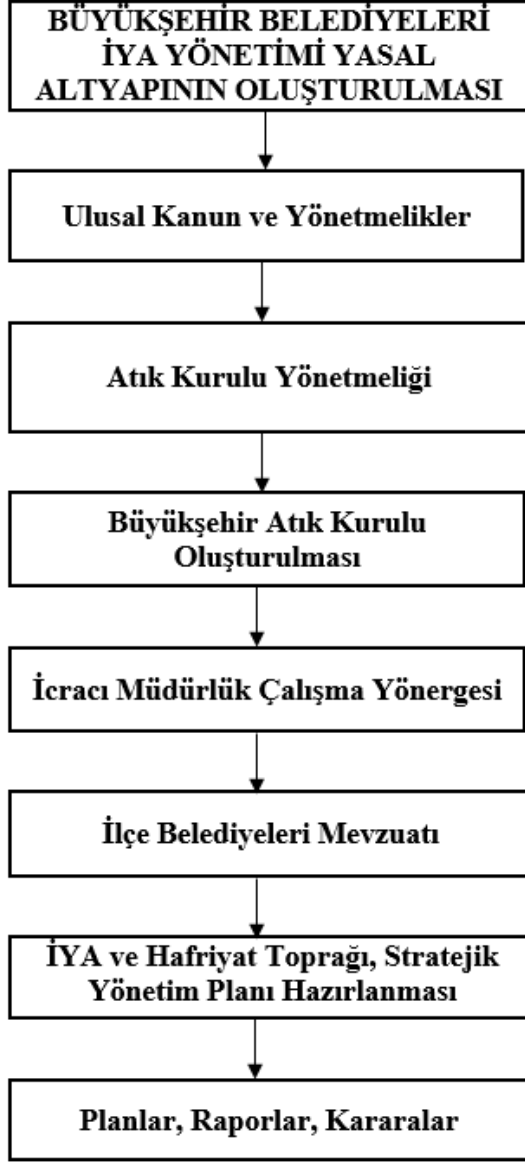 BÜYÜKŞEHİR BELEDİYELERİ
İYA YÖNETİMİ YASAL
ALTYAPININ OLUŞTURULMASI
Ulusal Kanun ve Yönetmelikler
Atık Kurulu Yönetmeliği
Büyükşehir Atık Kurulu
Oluşturulması
İcracı Müdürlük Çalışma Yönergesi
İlçe Belediyeleri Mevzuatı
İYA ve Hafriyat Toprağı, Stratejik
Yönetim Planı Hazırlanması
Planlar, Raporlar, Kararalar